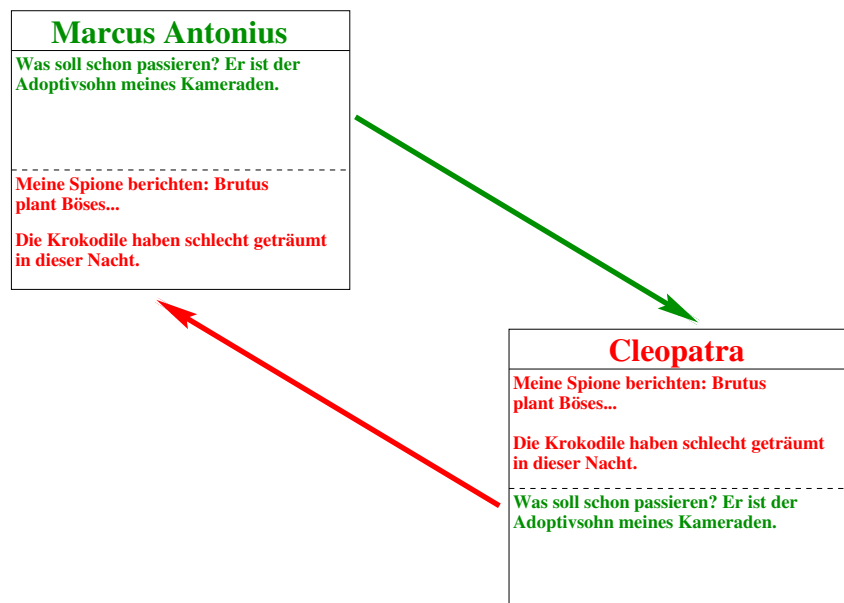 Marcus Antonius
Was soll schon passieren? Er ist der
Adoptivsohn meines Kameraden.
Meine Spione berichten: Brutus
plant Böses...
Die Krokodile haben schlecht geträumt
in dieser Nacht.
Cleopatra
Meine Spione berichten: Brutus
plant Böses...
Die Krokodile haben schlecht geträumt
in dieser Nacht.
Was soll schon passieren? Er ist der
Adoptivsohn meines Kameraden.